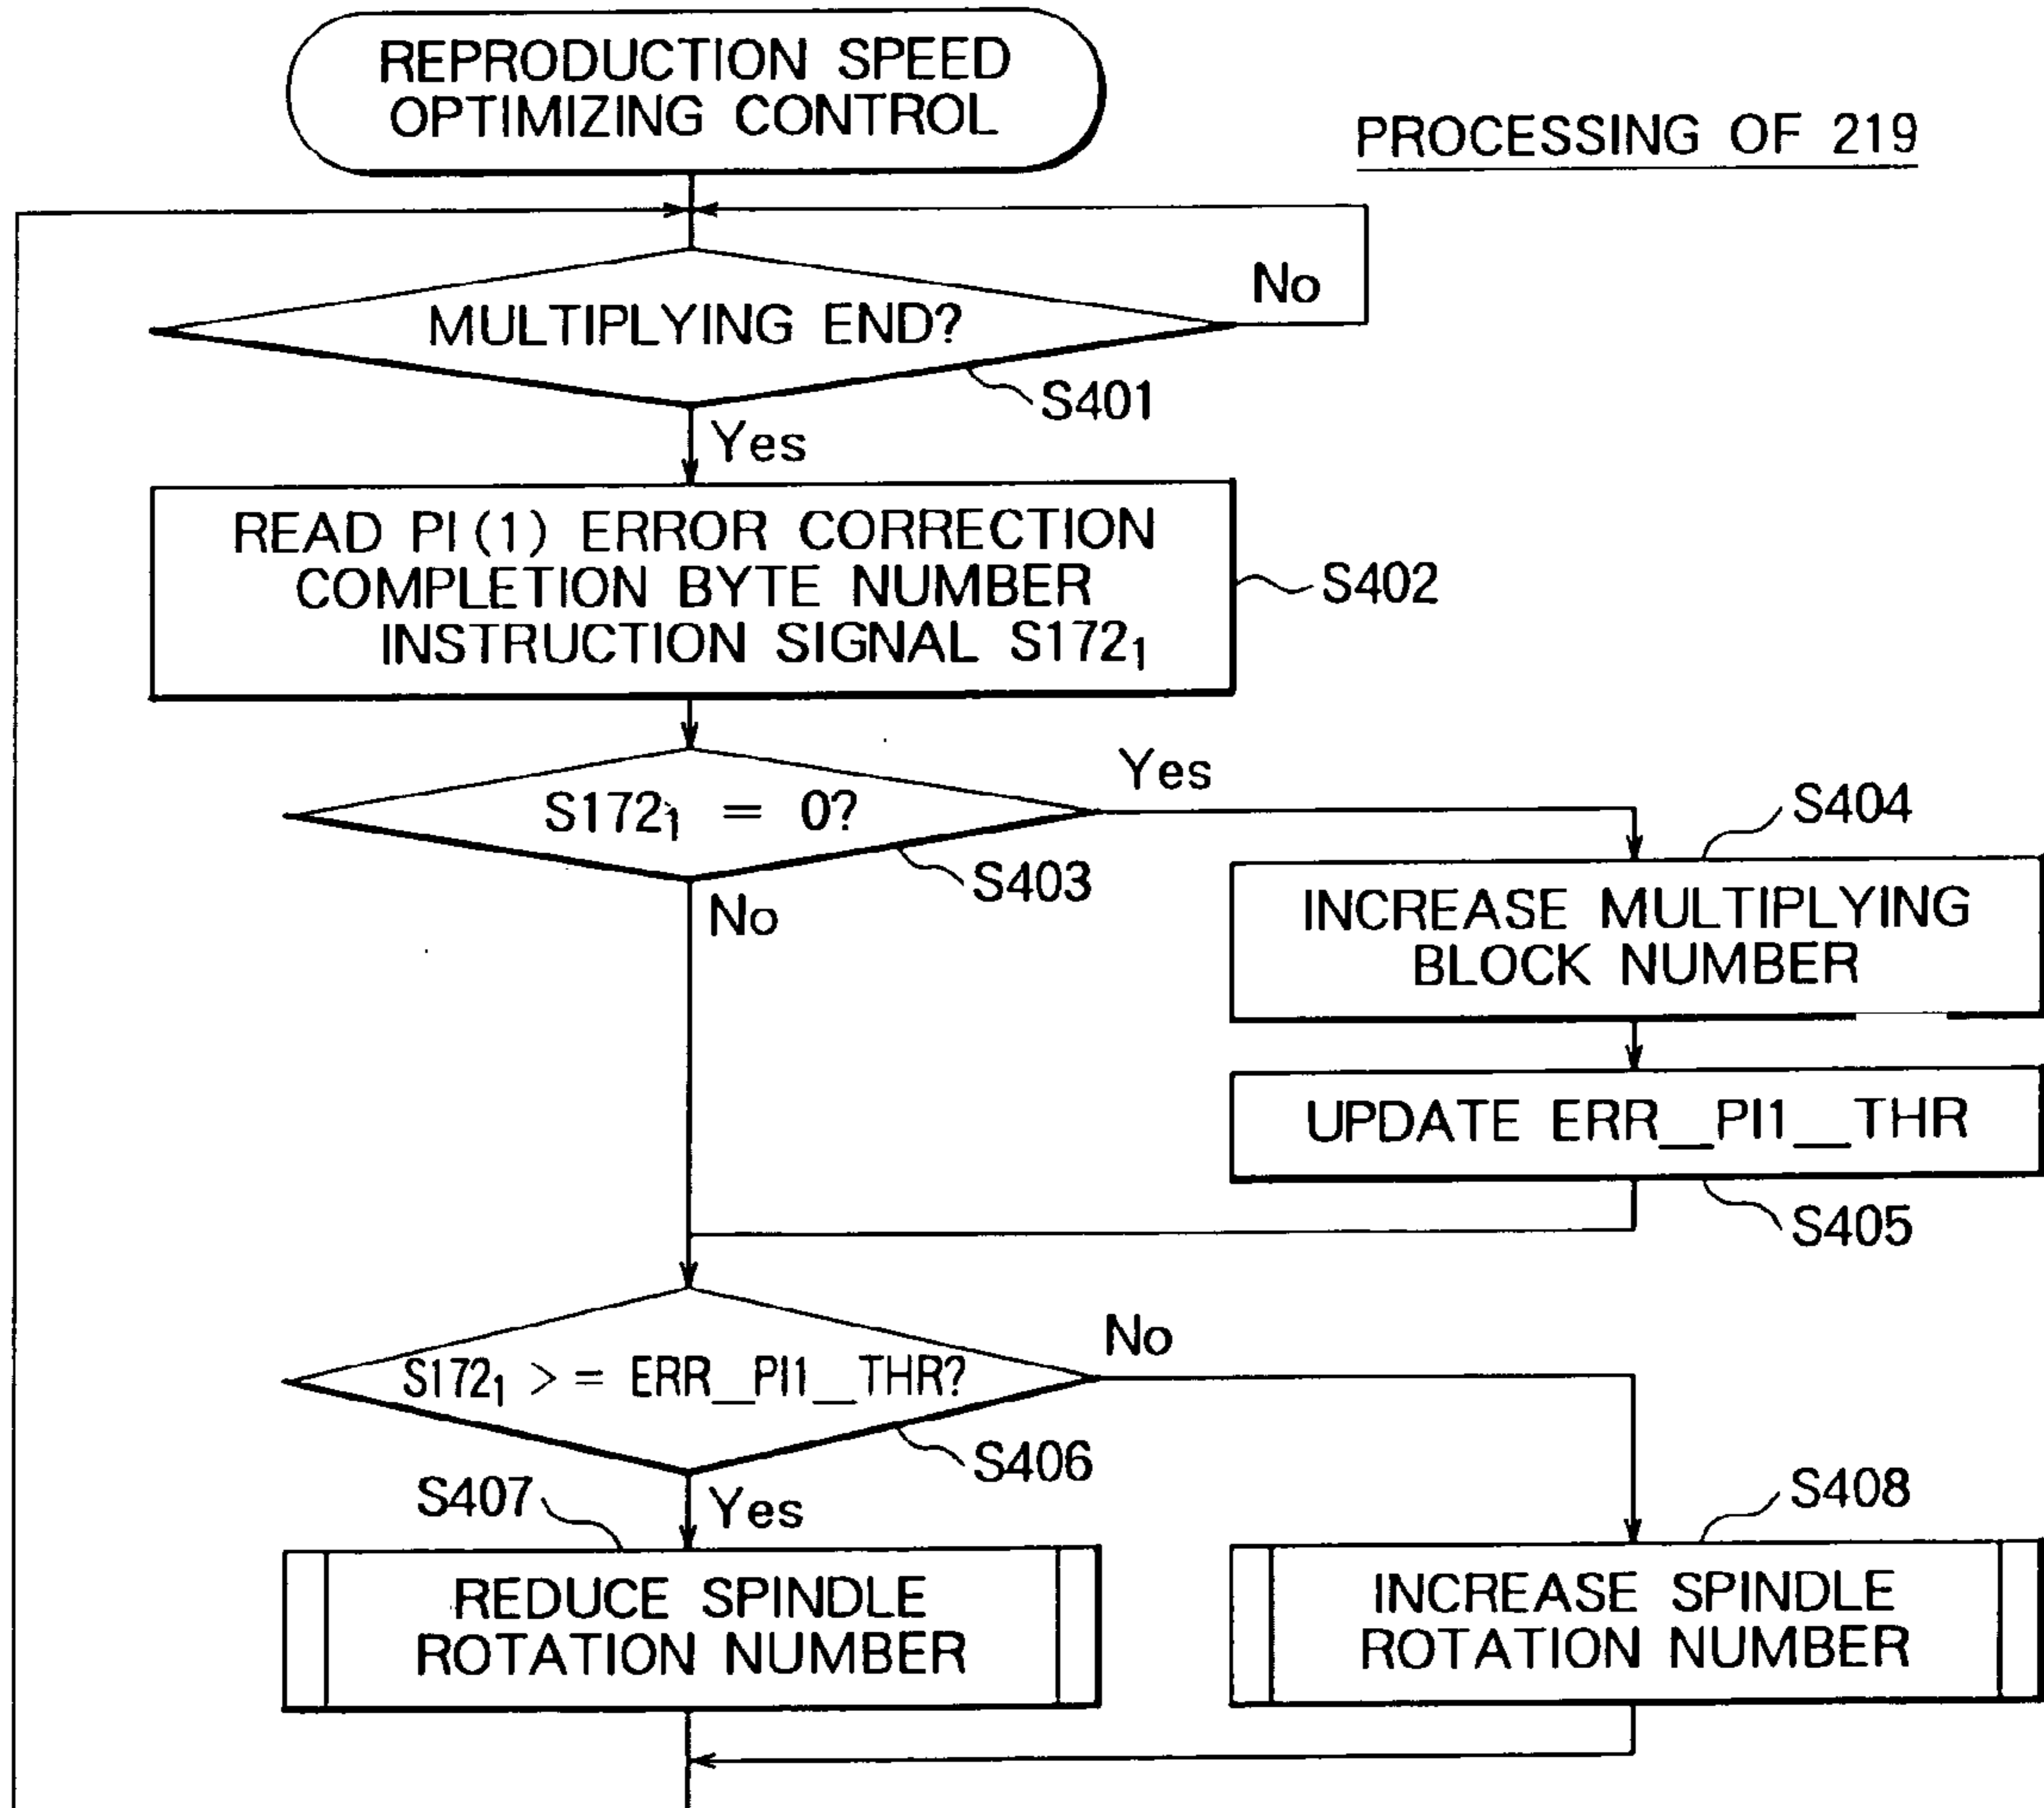 REPRODUCTION SPEED
OPTIMIZING CONTROL
PROCESSING OF 219
No
MULTIPLYING END?
S401
Yes
READ PI(1) ERROR CORRECTION
COMPLETION BYTE NUMBER
INSTRUCTION SIGNAL S172₁
S402
S172₁ = 0?
Yes
S403
No
S404
INCREASE MULTIPLYING
BLOCK NUMBER
UPDATE ERR__PI1__THR
S405
S172₁ >= ERR__PI1__THR?
No
S406
Yes
S407
REDUCE SPINDLE
ROTATION NUMBER
S408
INCREASE SPINDLE
ROTATION NUMBER